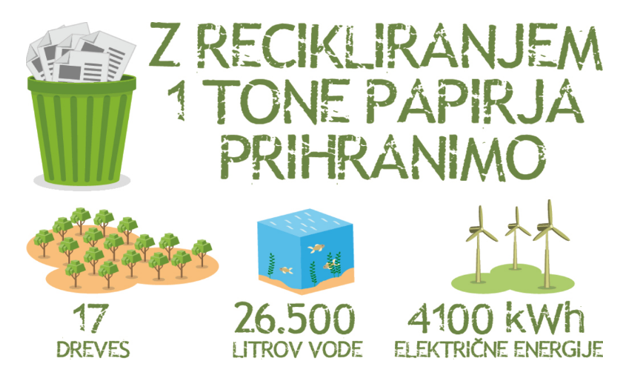 Z RECIKLIRANJEM
1 TONE PAPIRJA
PRIHRANIMO
17
DREVES
26.500
LITROV VODE
4100 kWh
ELEKTRIČNE ENERGIJE